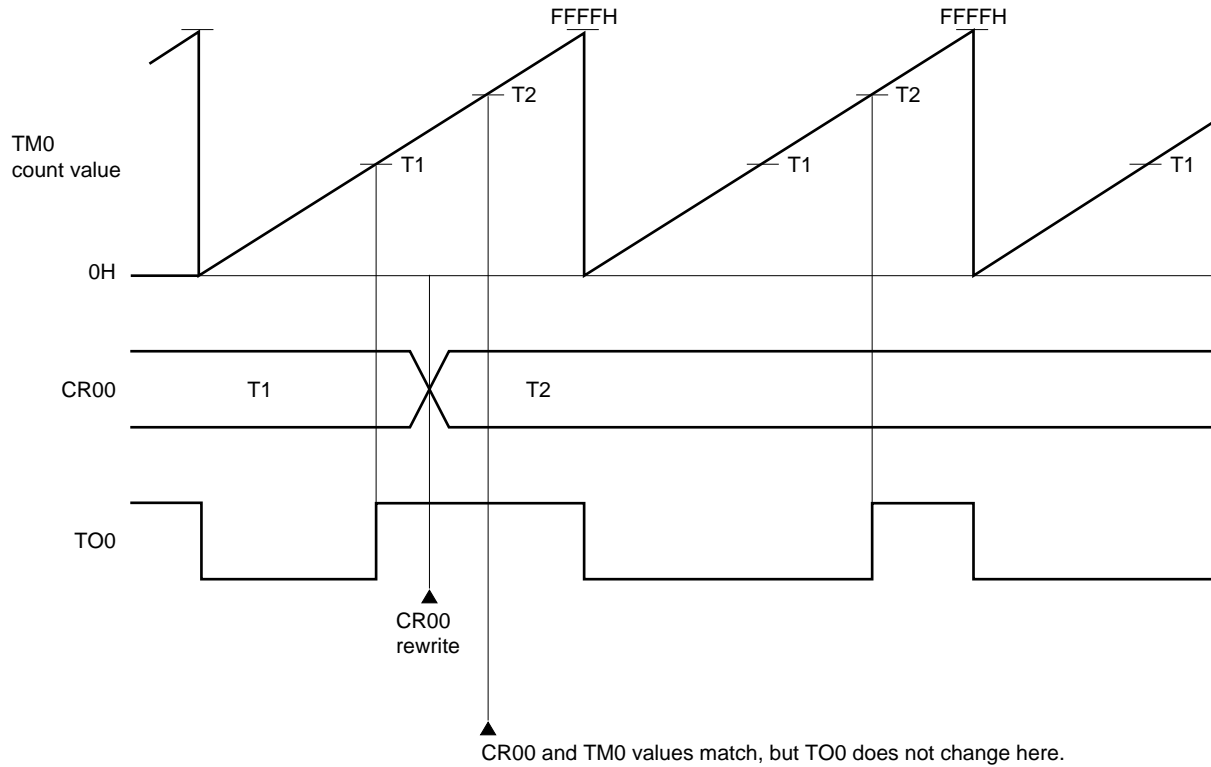 FFFFH
FFFFH
T2
T2
TM0
count value
T1
T1
T1
0H
CR00
T1
T2
TO0
CR00
rewrite
CR00 and TM0 values match, but TO0 does not change here.